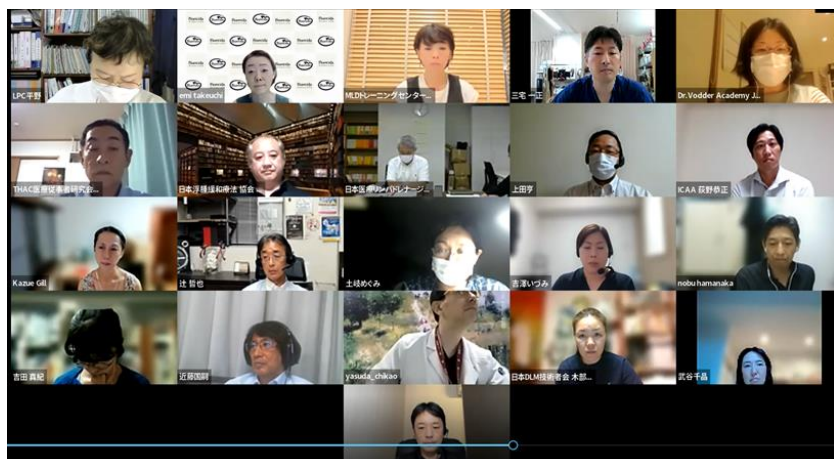 LPC平野
emi takeuchi
MLDトレーニングセンター...
三宅 一正
Dr.Vodder Academy J...
THAC医療従事者研究会...
日本浮腫緩和療法 協会
日本医療リンパドレナージ...
上田亨
ICAA 荻野恭正
Kazue Gill
辻 哲也
土岐めぐみ
吉澤いづみ
nobu hamanaka
吉田 真紀
近藤国嗣
yasuda_chikao
日本DLM技術者会 木部...
武谷千晶